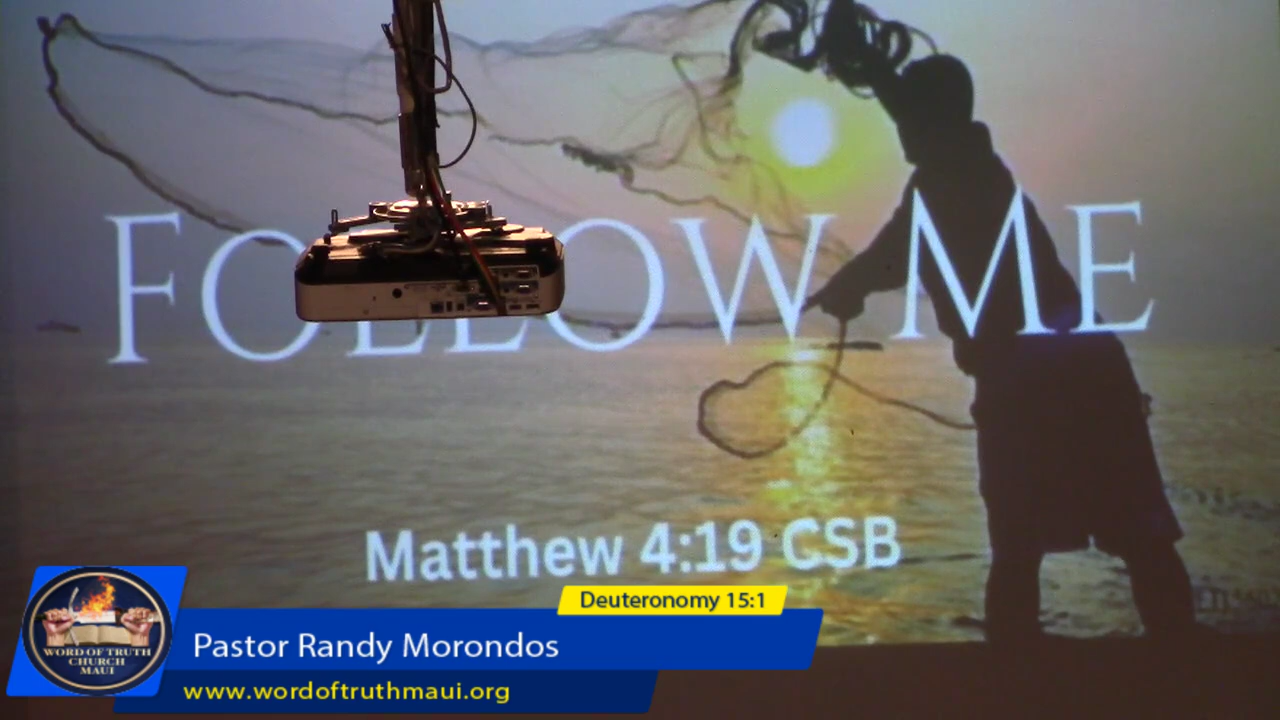 FOLLOW ME
Matthew 4:19 CSB
Deuteronomy 15:1
Pastor Randy Morondos
www.wordoftruthmaui.org
WORD OF TRUTH
CHURCH
MAUI